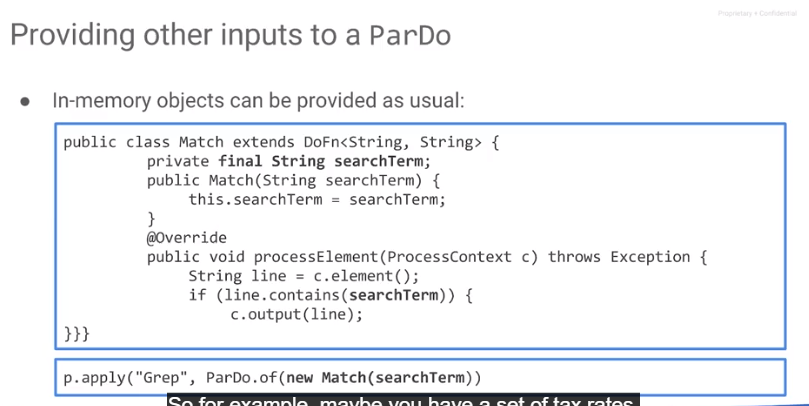 Proprietary + Confidential
Providing other inputs to a ParDo
● In-memory objects can be provided as usual:
public class Match extends DoFn<String, String> {
private final String searchTerm;
public Match(String searchTerm) {
this.searchTerm = searchTerm;
}
@Override
public void processElement(ProcessContext c) throws Exception {
String line = c.element();
if (line.contains(searchTerm)) {
c.output(line);
}}}
p.apply("Grep", ParDo.of(new Match(searchTerm))
So for example, maybe you have a set of tax rates